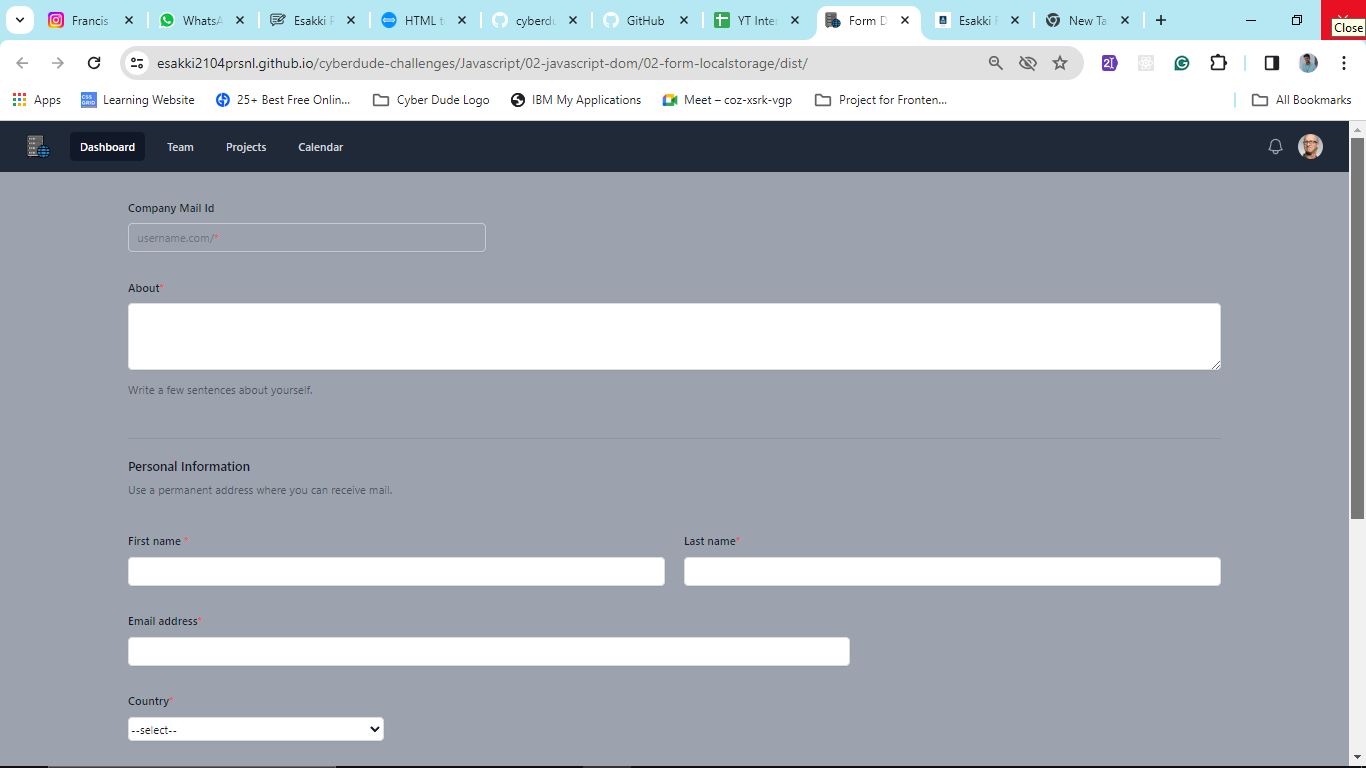 Francis
WhatsA
Esakki F
HTML t
cyberdu
GitHub
YT Inter
Form D
Esakki F
New Ta
Close
esakki2104prsnl.github.io/cyberdude-challenges/Javascript/02-javascript-dom/02-form-localstorage/dist/
Apps
CSS GRID
Learning Website
25+ Best Free Onlin...
Cyber Dude Logo
IBM My Applications
Meet – coz-xsrk-vgp
Project for Fronten...
All Bookmarks
Dashboard
Team
Projects
Calendar
Company Mail Id
username.com/*
About*
Write a few sentences about yourself.
Personal Information
Use a permanent address where you can receive mail.
First name *
Last name*
Email address*
Country*
--select--